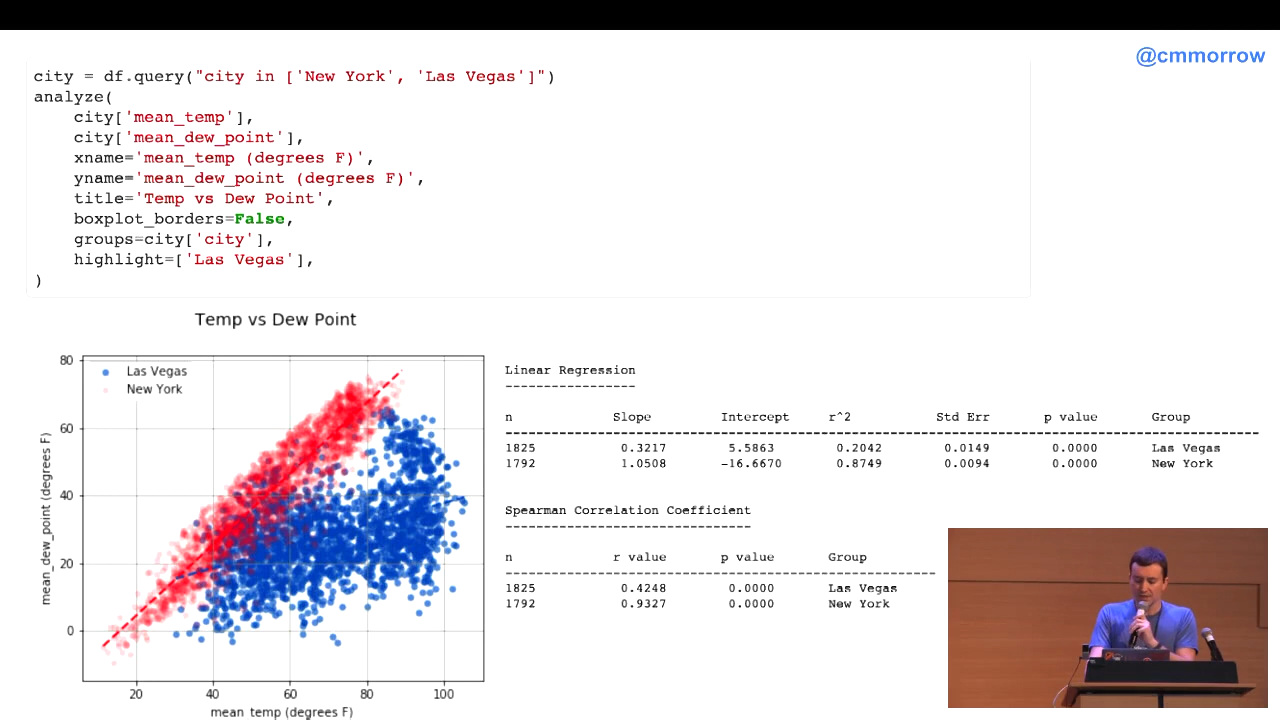 @cmmorrow
city = df.query("city in ['New York', 'Las Vegas']")
analyze(
    city['mean_temp'],
    city['mean_dew_point'],
    xname='mean_temp (degrees F)',
    yname='mean_dew_point (degrees F)',
    title='Temp vs Dew Point',
    boxplot_borders=False,
    groups=city['city'],
    highlight=['Las Vegas'],
)
Temp vs Dew Point
Las Vegas
New York
80
60
40
20
0
mean_dew_point (degrees F)
20 40 60 80 100
mean temp (degrees F)
Linear Regression
-----------------
n Slope Intercept r^2 Std Err p value Group
1825 0.3217 5.5863 0.2042 0.0149 0.0000 Las Vegas
1792 1.0508 -16.6670 0.8749 0.0094 0.0000 New York
Spearman Correlation Coefficient
--------------------------------
n r value p value Group
1825 0.4248 0.0000 Las Vegas
1792 0.9327 0.0000 New York